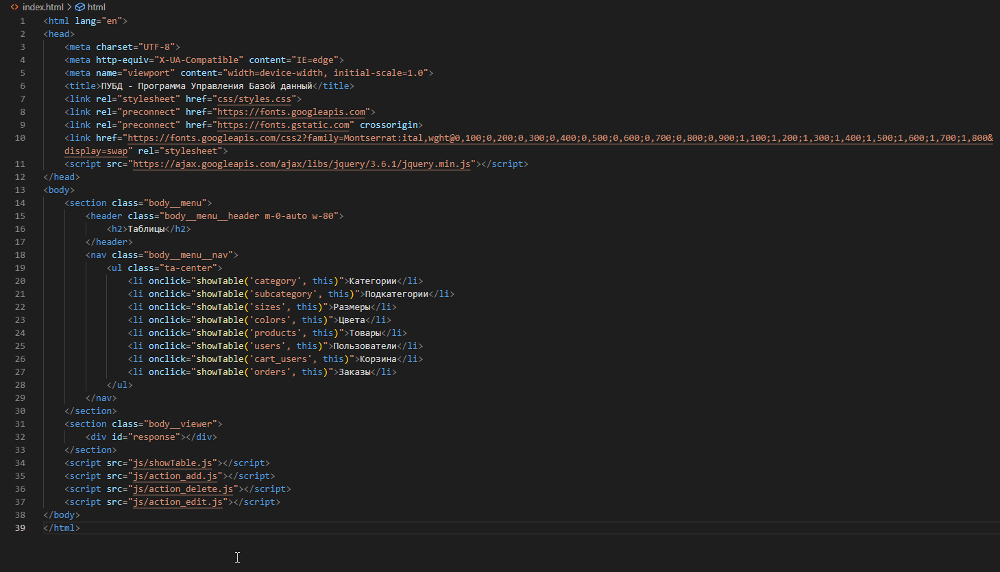 index.html > html
1 <html lang="en">
2 <head>
3 <meta charset="UTF-8">
4 <meta http-equiv="X-UA-Compatible" content="IE=edge">
5 <meta name="viewport" content="width=device-width, initial-scale=1.0">
6 <title>ПУБД - Программа Управления Базой данный</title>
7 <link rel="stylesheet" href="css/styles.css">
8 <link rel="preconnect" href="https://fonts.googleapis.com">
9 <link rel="preconnect" href="https://fonts.gstatic.com" crossorigin>
10 <link href="https://fonts.googleapis.com/css2?family=Montserrat:ital,wght@0,100;0,200;0,300;0,400;0,500;0,600;0,700;0,800;0,900;1,100;1,200;1,300;1,400;1,500;1,600;1,700;1,800&
display=swap" rel="stylesheet">
11 <script src="https://ajax.googleapis.com/ajax/libs/jquery/3.6.1/jquery.min.js"></script>
12 </head>
13 <body>
14 <section class="body__menu">
15 <header class="body__menu__header m-0-auto w-80">
16 <h2>Таблицы</h2>
17 </header>
18 <nav class="body__menu__nav">
19 <ul class="ta-center">
20 <li onclick="showTable('category', this)">Категории</li>
21 <li onclick="showTable('subcategory', this)">Подкатегории</li>
22 <li onclick="showTable('sizes', this)">Размеры</li>
23 <li onclick="showTable('colors', this)">Цвета</li>
24 <li onclick="showTable('products', this)">Товары</li>
25 <li onclick="showTable('users', this)">Пользователи</li>
26 <li onclick="showTable('cart_users', this)">Корзина</li>
27 <li onclick="showTable('orders', this)">Заказы</li>
28 </ul>
29 </nav>
30 </section>
31 <section class="body__viewer">
32 <div id="response"></div>
33 </section>
34 <script src="js/showTable.js"></script>
35 <script src="js/action_add.js"></script>
36 <script src="js/action_delete.js"></script>
37 <script src="js/action_edit.js"></script>
38 </body>
39 </html>